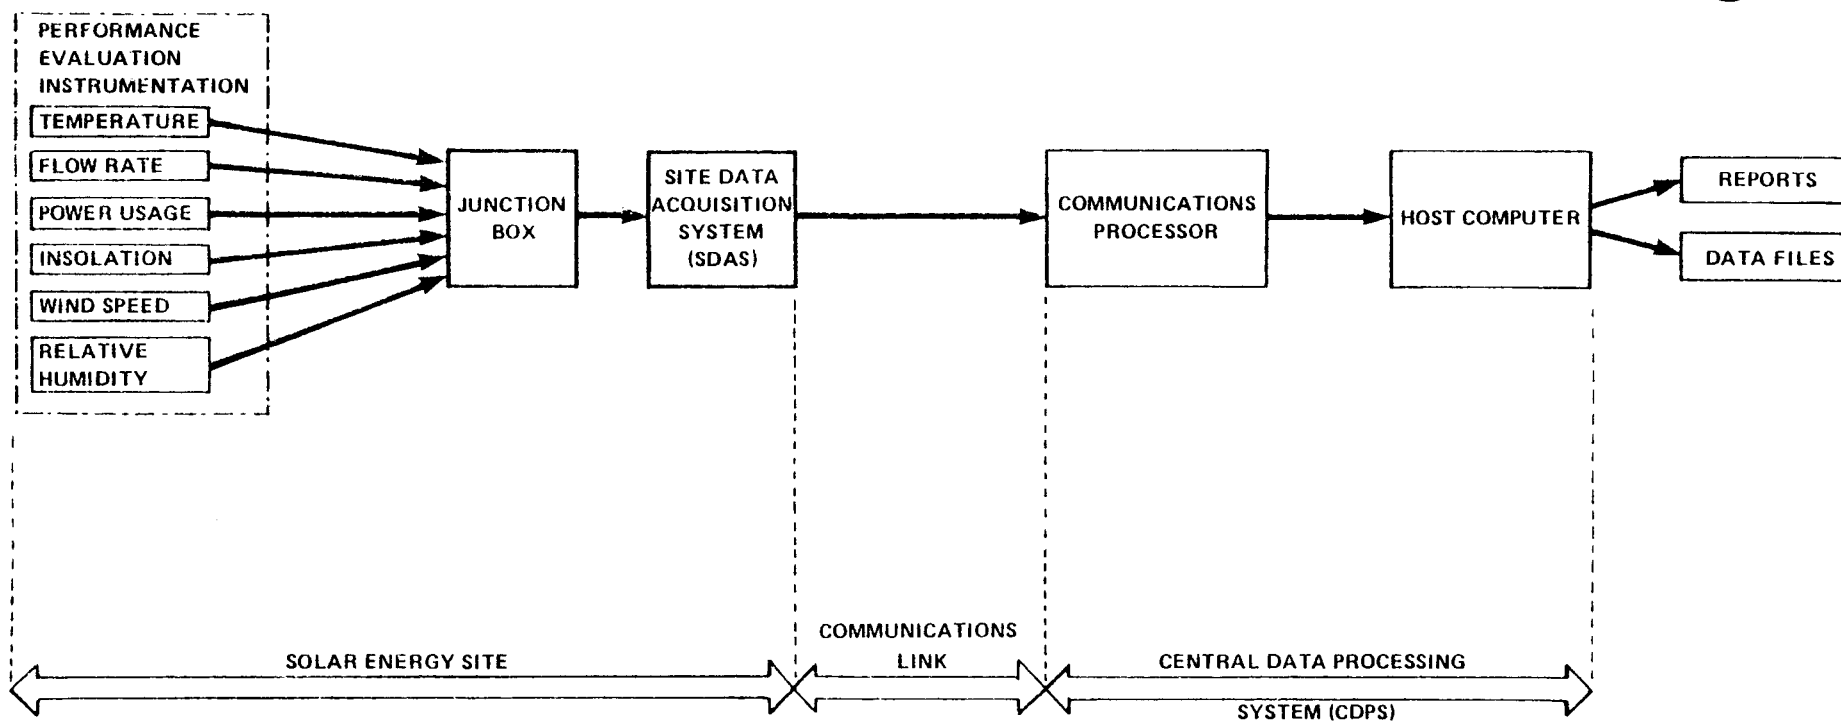 PERFORMANCE
EVALUATION
INSTRUMENTATION
TEMPERATURE
FLOW RATE
POWER USAGE
INSOLATION
WIND SPEED
RELATIVE
HUMIDITY
JUNCTION
BOX
SITE DATA
ACQUISITION
SYSTEM
(SDAS)
COMMUNICATIONS
PROCESSOR
HOST COMPUTER
REPORTS
DATA FILES
SOLAR ENERGY SITE
COMMUNICATIONS
LINK
CENTRAL DATA PROCESSING
SYSTEM (CDPS)